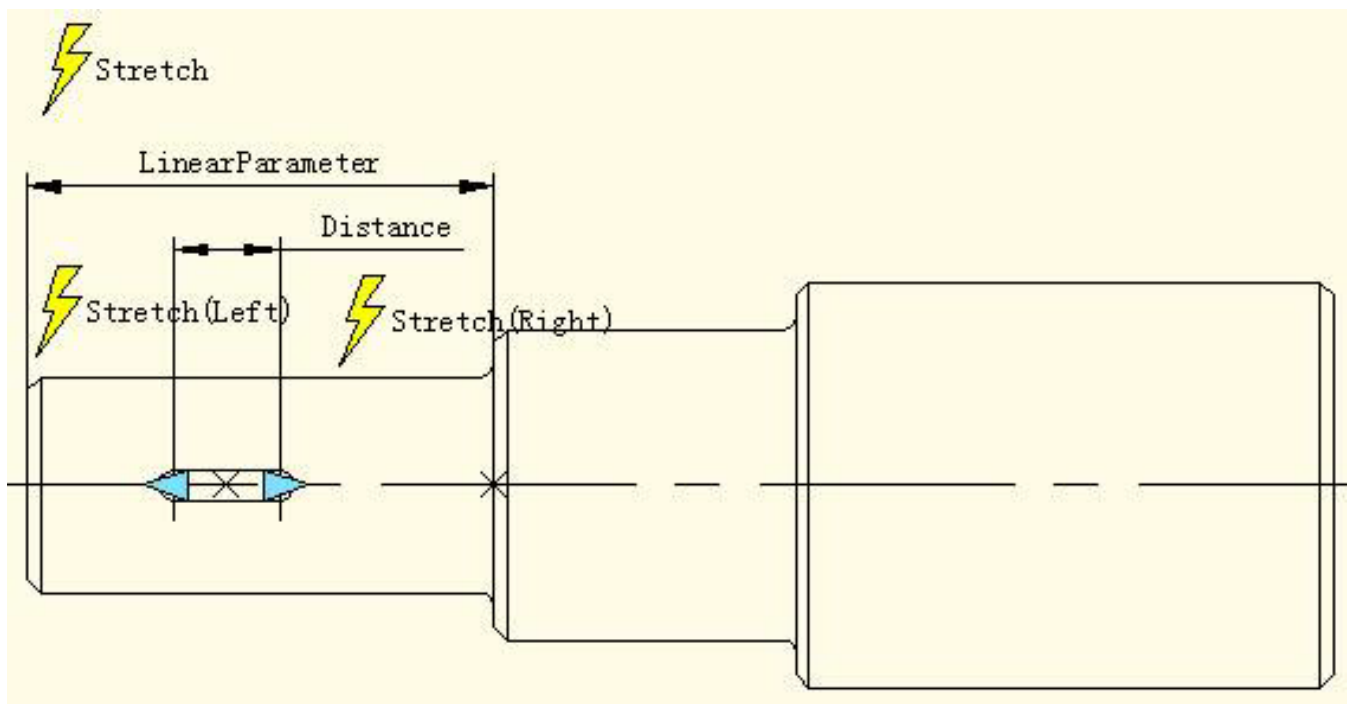 Stretch
LinearParameter
Distance
Stretch(Left)
Stretch(Right)